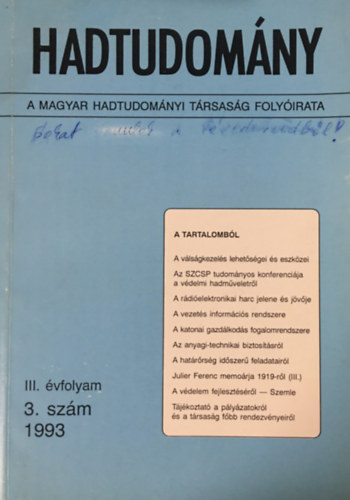 HADTUDOMÁNY
A MAGYAR HADTUDOMÁNYI TÁRSASÁG FOLYÓIRATA
A TARTALOMBÓL
A válságkezelés lehetőségei és eszközei
Az SZCSP tudományos konferenciája
a védelmi hadműveletről
A rádióelektronikai harc jelene és jövője
A vezetés információs rendszere
A katonai gazdálkodás fogalomrendszere
Az anyagi-technikai biztosításról
A határőrség időszerű feladatairól
Julier Ferenc memoárja 1919-ről (III.)
A védelem fejlesztéséről — Szemle
Tájékoztató a pályázatokról
és a társaság főbb rendezvényeiről
III. évfolyam
3. szám
1993